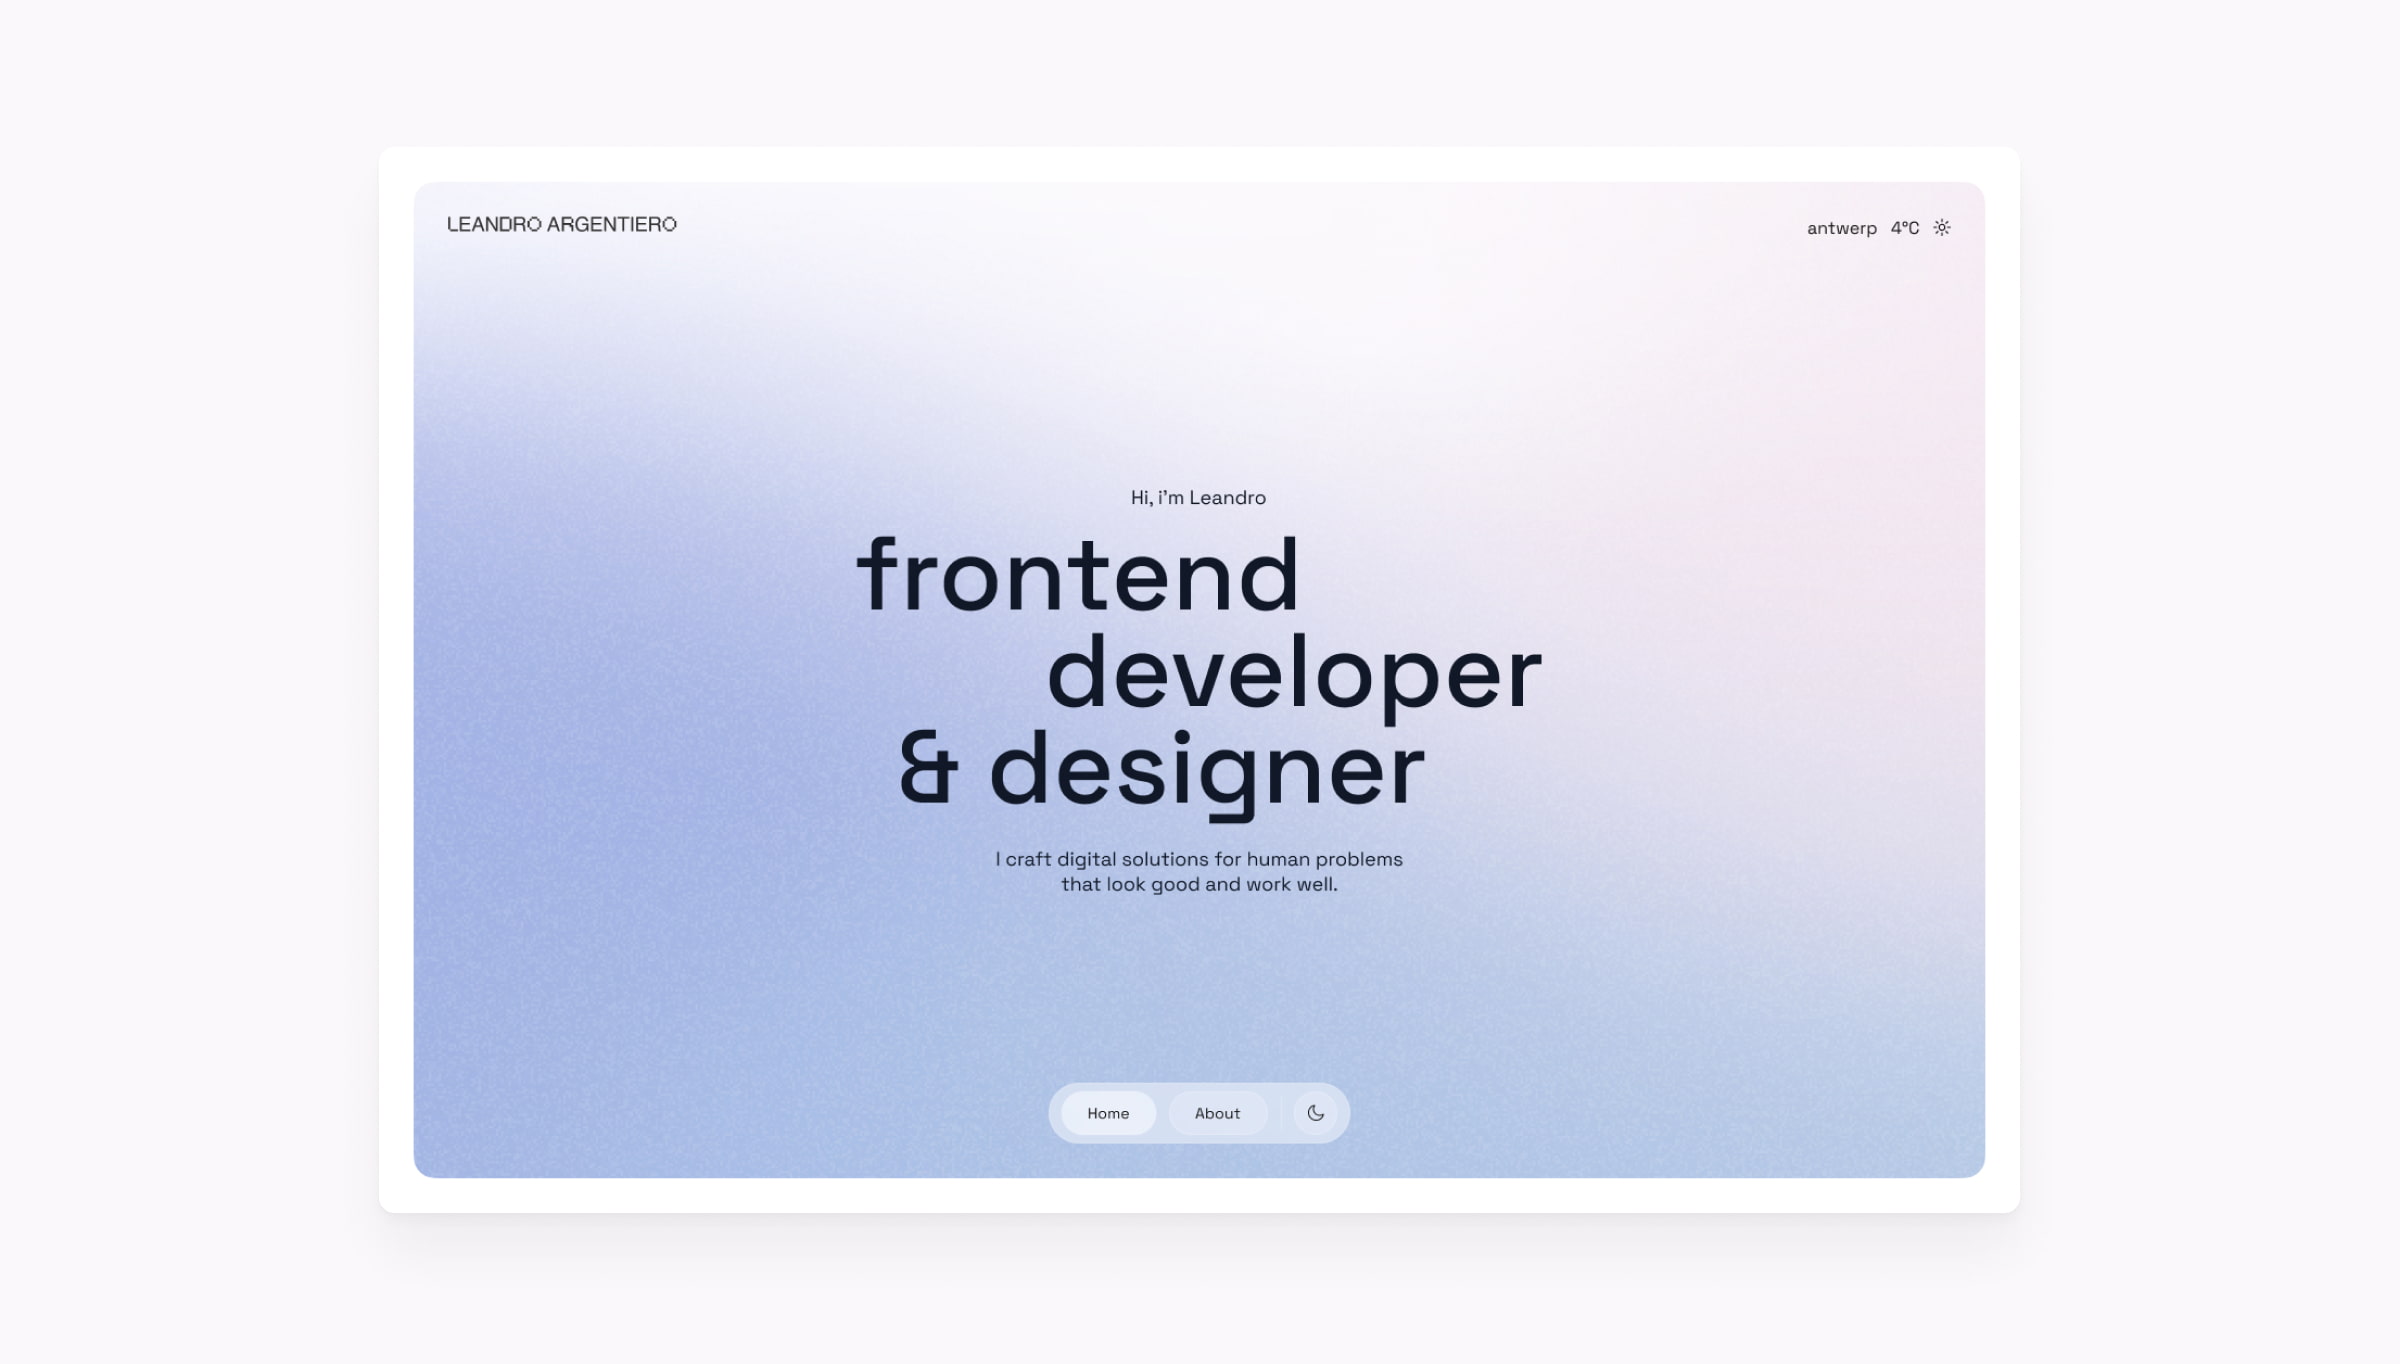 LEANDRO ARGENTIERO
antwerp 4°C
Hi, i'm Leandro
frontend
developer
& designer
I craft digital solutions for human problems
that look good and work well.
Home About